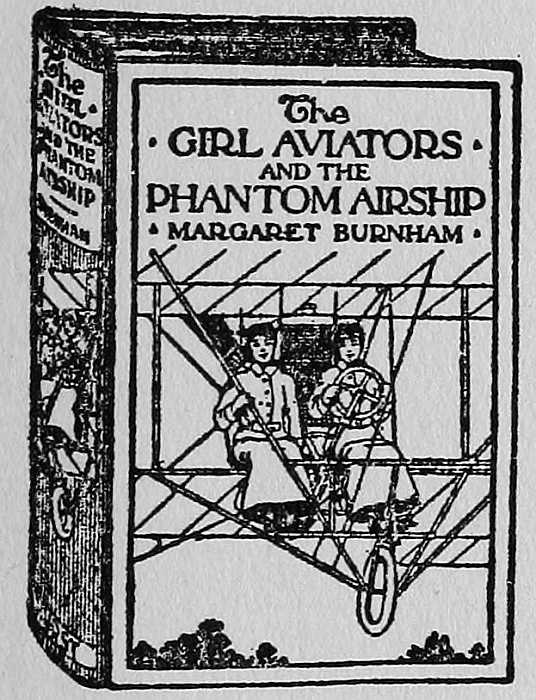 The
GIRL AVIATORS
AND THE
PHANTOM AIRSHIP
MARGARET BURNHAM
The
GIRL
AVIATORS
AND THE
PHANTOM
AIRSHIP
BURNHAM